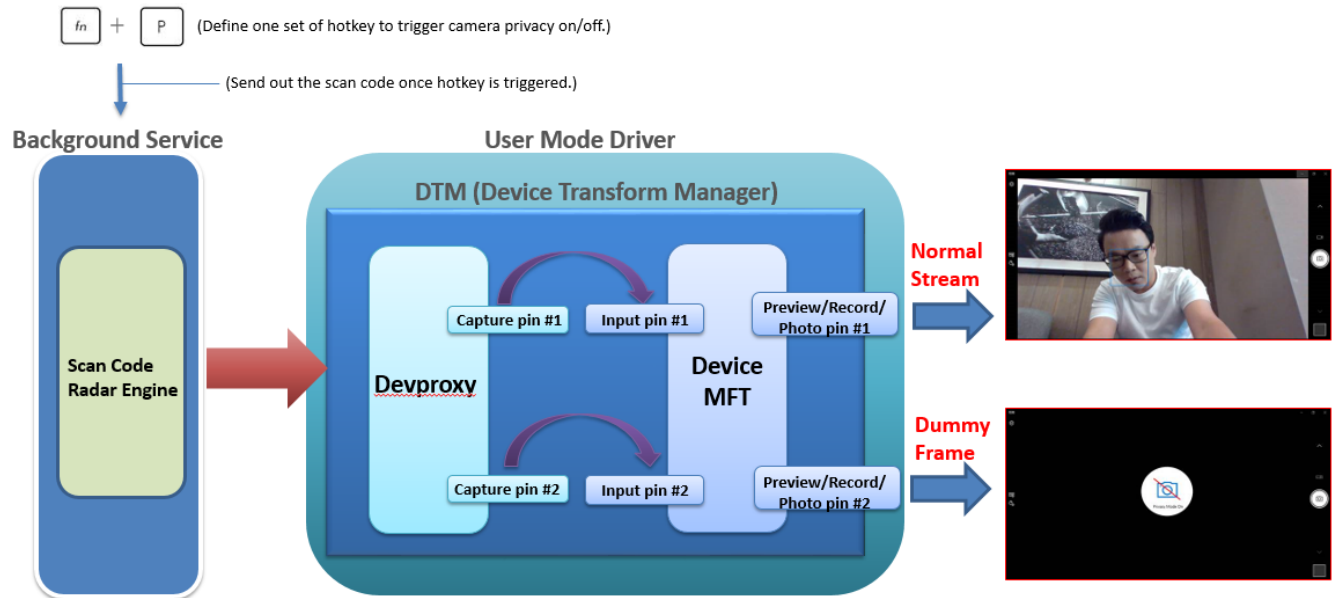 fn + P (Define one set of hotkey to trigger camera privacy on/off.)
(Send out the scan code once hotkey is triggered.)
Background Service
User Mode Driver
DTM (Device Transform Manager)
Scan Code
Radar Engine
Devproxy
Capture pin #1
Input pin #1
Device
MFT
Preview/Record/
Photo pin #1
Capture pin #2
Input pin #2
Preview/Record/
Photo pin #2
Normal
Stream
Dummy
Frame